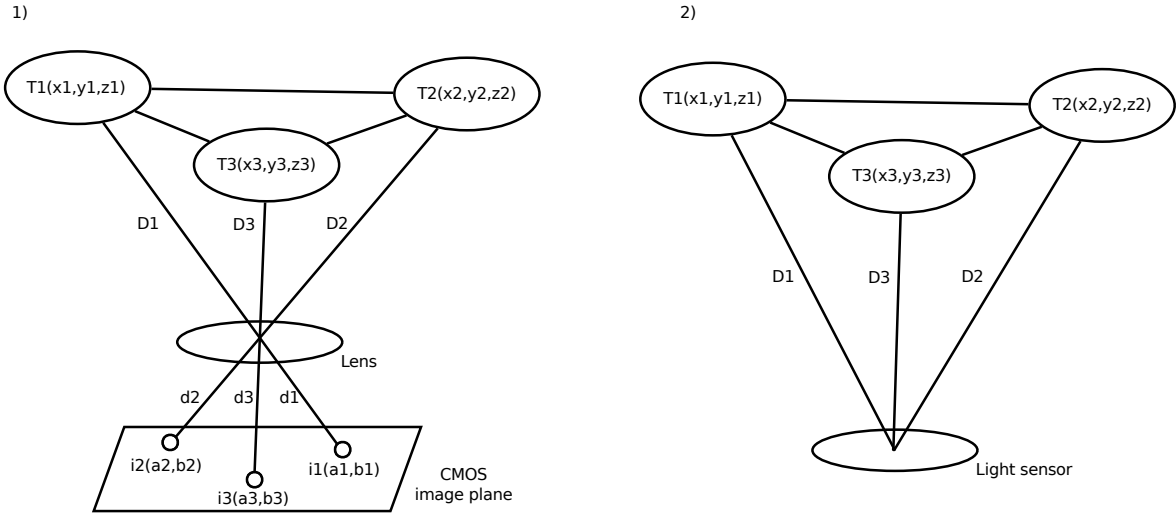 1)
T1(x1,y1,z1)
T2(x2,y2,z2)
T3(x3,y3,z3)
D1
D3
D2
Lens
d2
d3
d1
i2(a2,b2)
i1(a1,b1)
i3(a3,b3)
CMOS
image plane
2)
T1(x1,y1,z1)
T2(x2,y2,z2)
T3(x3,y3,z3)
D1
D3
D2
Light sensor